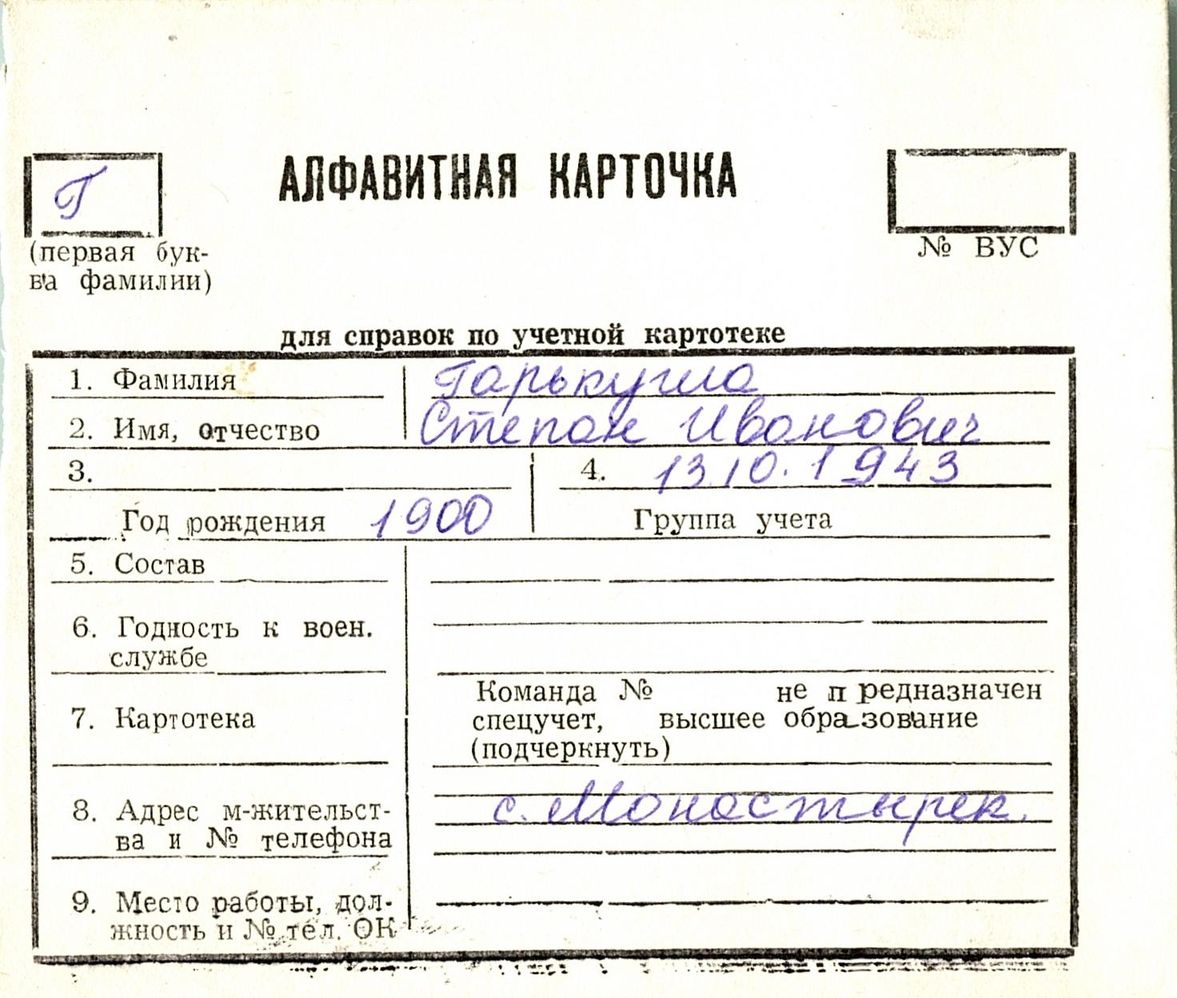 Г
АЛФАВИТНАЯ КАРТОЧКА
(первая бук-
ва фамилии)
№ ВУС
для справок по учетной картотеке
1. Фамилия Гарькуша
2. Имя, отчество Степан Иванович
3.
4. 13 10. 1943
Год рождения 1900
Группа учета
5. Состав
6. Годность к воен.
службе
7. Картотека
Команда № не предназначен
спецучет, высшее образование
(подчеркнуть)
8. Адрес м-жительст-
ва и № телефона
с. Монастырек.
9. Место работы, дол-
жность и № тел. ОК